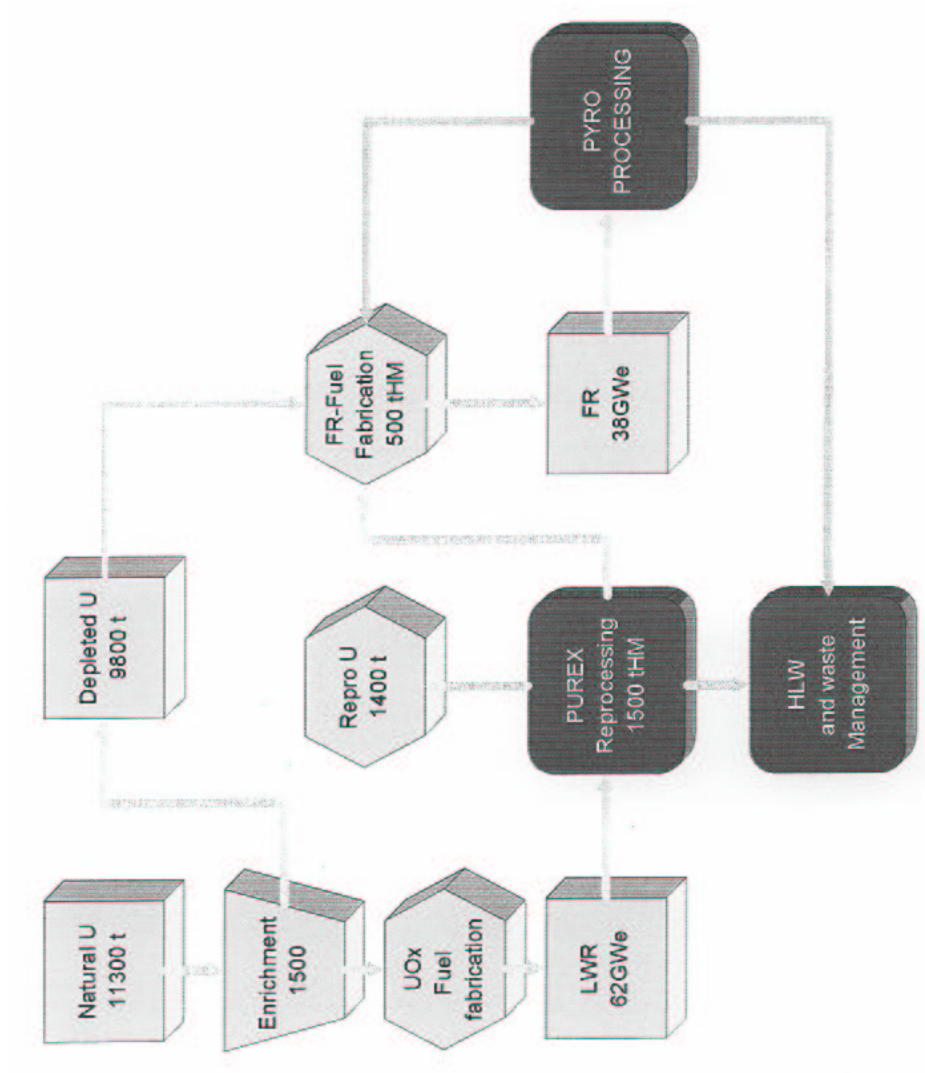 Natural U
11300 t
Enrichment
1500
UOx
Fuel
fabrication
LWR
62GWe
Depleted U
9800 t
Repro U
1400 t
PUREX
Reprocessing
1500 tHM
HLW
and waste
Management
FR-Fuel
Fabrication
500 tHM
FR
38GWe
PYRO
PROCESSING